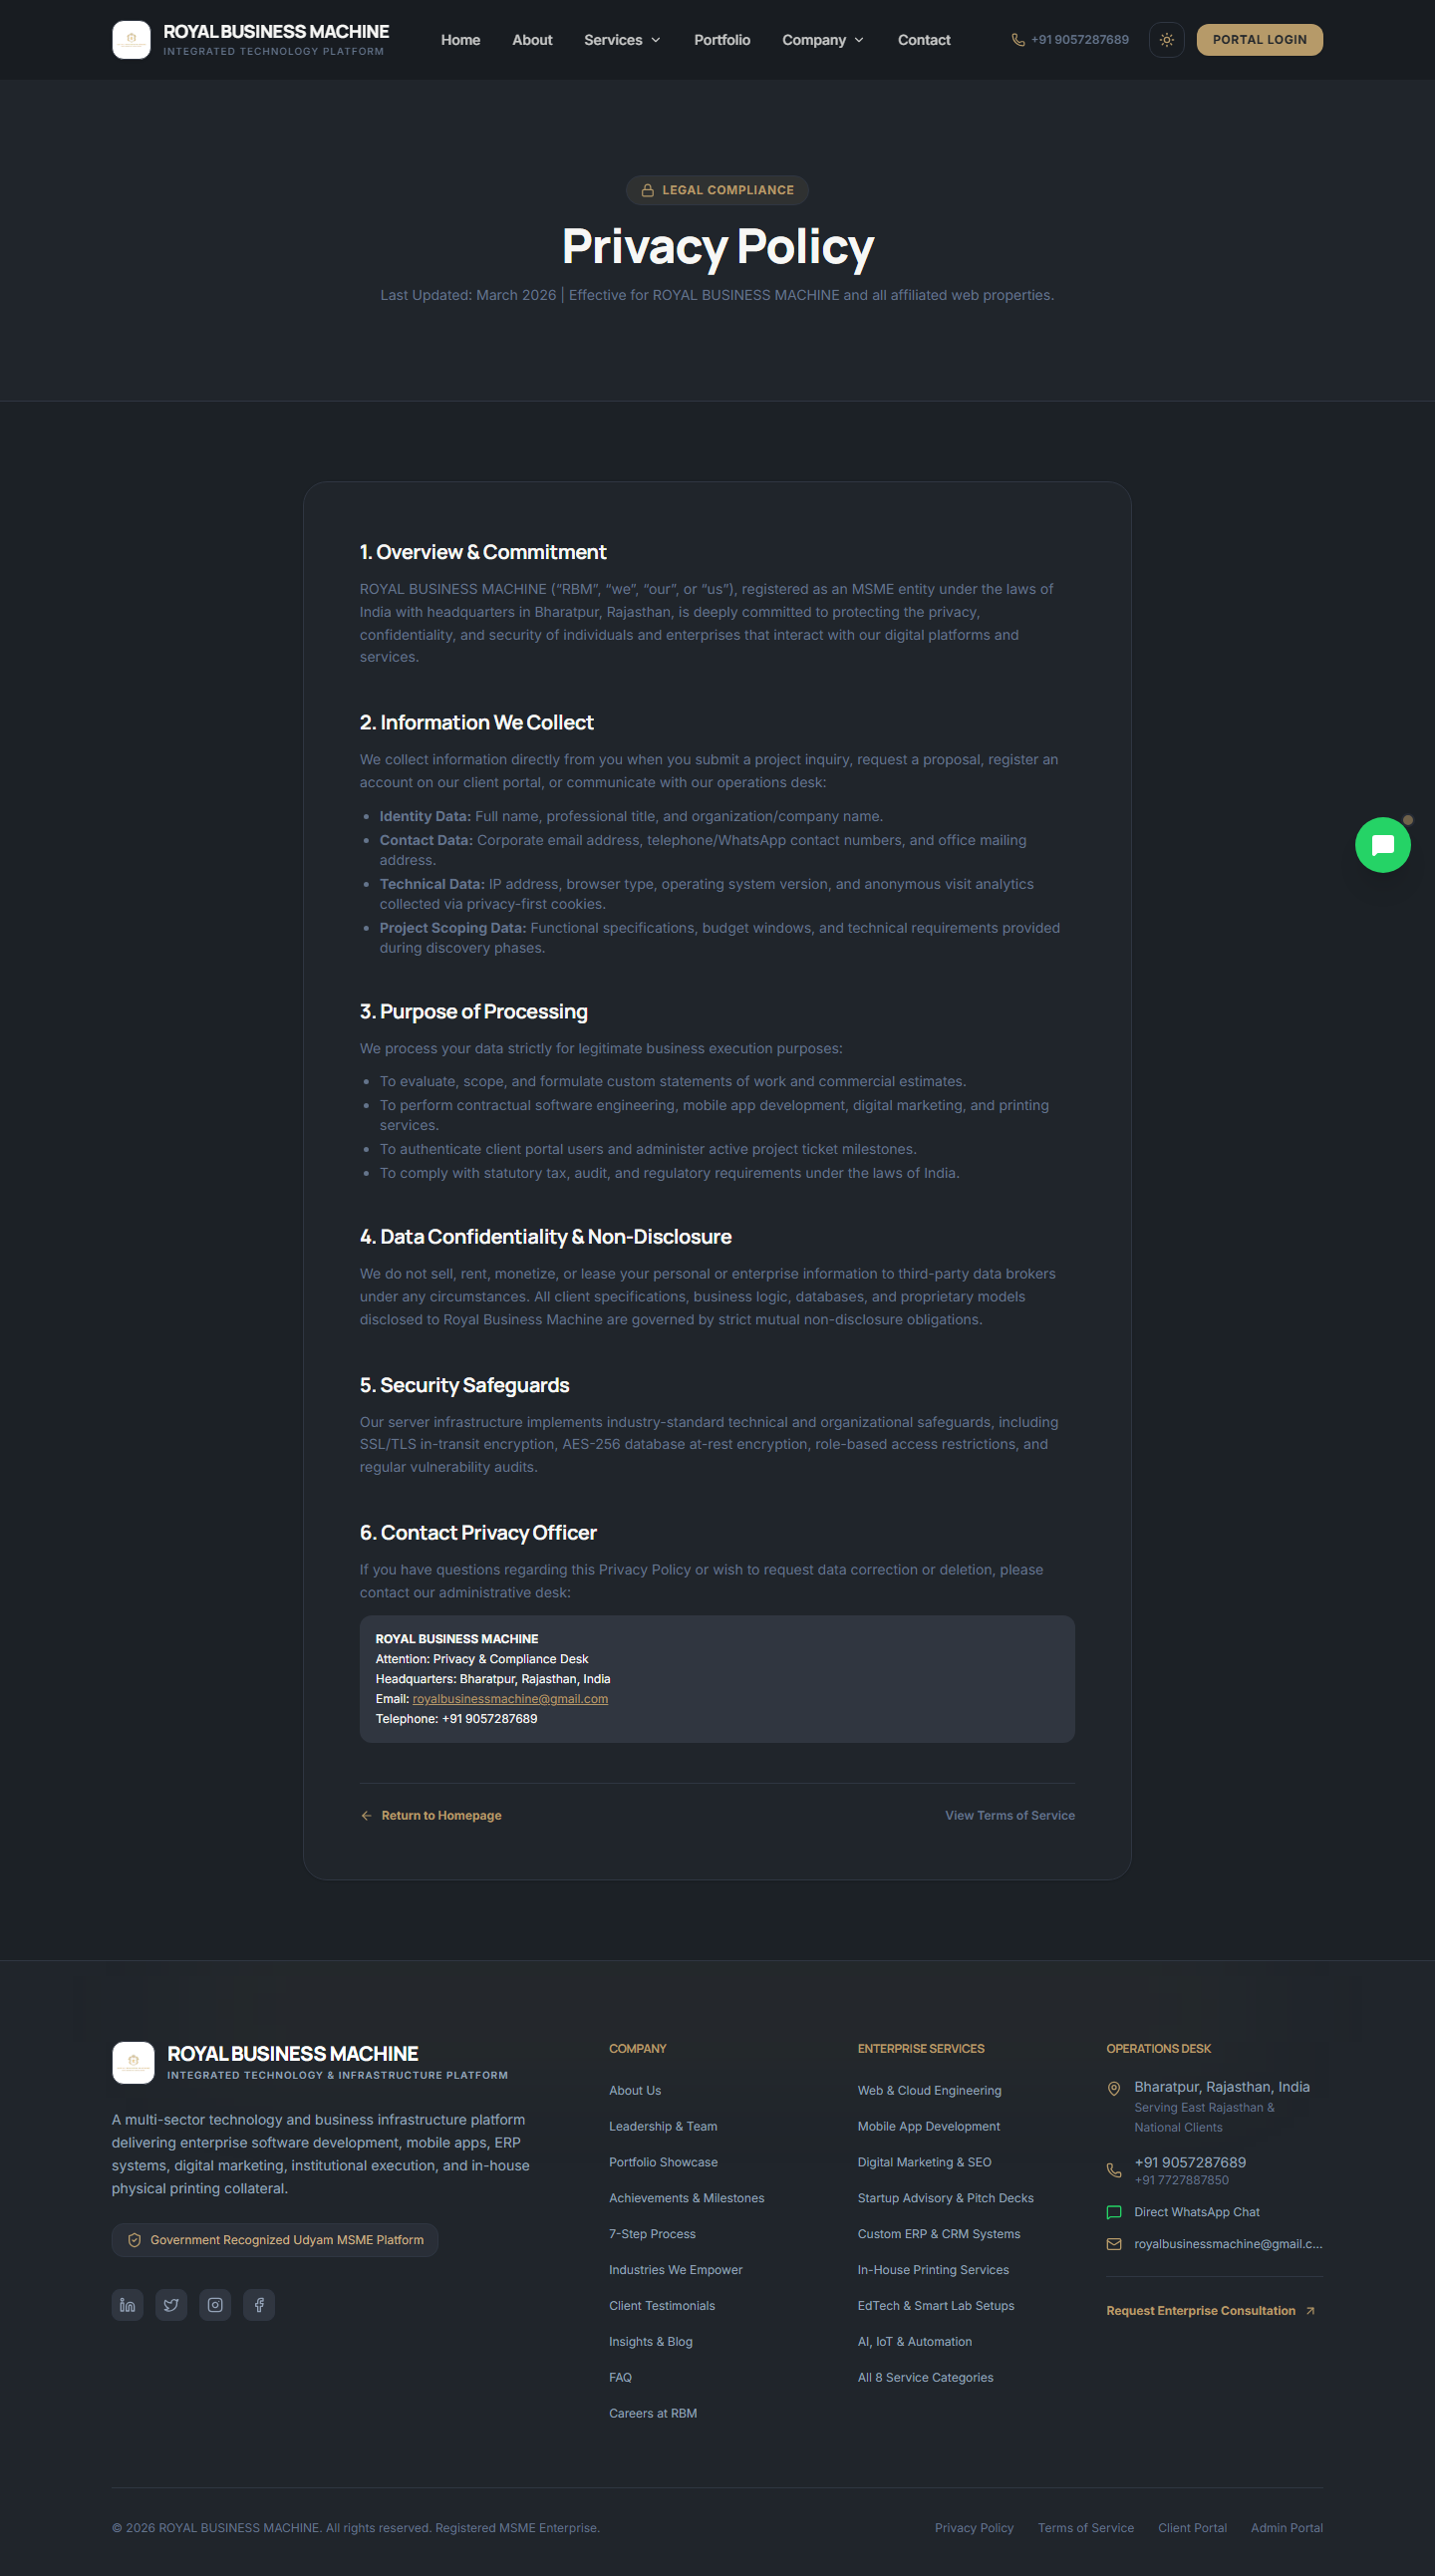 ROYAL BUSINESS MACHINE
INTEGRATED TECHNOLOGY PLATFORM
Home
About
Services
Portfolio
Company
Contact
+91 9057287689
PORTAL LOGIN
LEGAL COMPLIANCE
Privacy Policy
Last Updated: March 2026 | Effective for ROYAL BUSINESS MACHINE and all affiliated web properties.
1. Overview & Commitment
ROYAL BUSINESS MACHINE (“RBM”, “we”, “our”, or “us”), registered as an MSME entity under the laws of
India with headquarters in Bharatpur, Rajasthan, is deeply committed to protecting the privacy,
confidentiality, and security of individuals and enterprises that interact with our digital platforms and
services.
2. Information We Collect
We collect information directly from you when you submit a project inquiry, request a proposal, register an
account on our client portal, or communicate with our operations desk:
• Identity Data: Full name, professional title, and organization/company name.
• Contact Data: Corporate email address, telephone/WhatsApp contact numbers, and office mailing
address.
• Technical Data: IP address, browser type, operating system version, and anonymous visit analytics
collected via privacy-first cookies.
• Project Scoping Data: Functional specifications, budget windows, and technical requirements provided
during discovery phases.
3. Purpose of Processing
We process your data strictly for legitimate business execution purposes:
• To evaluate, scope, and formulate custom statements of work and commercial estimates.
• To perform contractual software engineering, mobile app development, digital marketing, and printing
services.
• To authenticate client portal users and administer active project ticket milestones.
• To comply with statutory tax, audit, and regulatory requirements under the laws of India.
4. Data Confidentiality & Non-Disclosure
We do not sell, rent, monetize, or lease your personal or enterprise information to third-party data brokers
under any circumstances. All client specifications, business logic, databases, and proprietary models
disclosed to Royal Business Machine are governed by strict mutual non-disclosure obligations.
5. Security Safeguards
Our server infrastructure implements industry-standard technical and organizational safeguards, including
SSL/TLS in-transit encryption, AES-256 database at-rest encryption, role-based access restrictions, and
regular vulnerability audits.
6. Contact Privacy Officer
If you have questions regarding this Privacy Policy or wish to request data correction or deletion, please
contact our administrative desk:
ROYAL BUSINESS MACHINE
Attention: Privacy & Compliance Desk
Headquarters: Bharatpur, Rajasthan, India
Email: royalbusinessmachine@gmail.com
Telephone: +91 9057287689
Return to Homepage
View Terms of Service
ROYAL BUSINESS MACHINE
INTEGRATED TECHNOLOGY & INFRASTRUCTURE PLATFORM
A multi-sector technology and business infrastructure platform
delivering enterprise software development, mobile apps, ERP
systems, digital marketing, institutional execution, and in-house
physical printing collateral.
Government Recognized Udyam MSME Platform
COMPANY
About Us
Leadership & Team
Portfolio Showcase
Achievements & Milestones
7-Step Process
Industries We Empower
Client Testimonials
Insights & Blog
FAQ
Careers at RBM
ENTERPRISE SERVICES
Web & Cloud Engineering
Mobile App Development
Digital Marketing & SEO
Startup Advisory & Pitch Decks
Custom ERP & CRM Systems
In-House Printing Services
EdTech & Smart Lab Setups
AI, IoT & Automation
All 8 Service Categories
OPERATIONS DESK
Bharatpur, Rajasthan, India
Serving East Rajasthan &
National Clients
+91 9057287689
+91 7727887850
Direct WhatsApp Chat
royalbusinessmachine@gmail.c...
Request Enterprise Consultation
© 2026 ROYAL BUSINESS MACHINE. All rights reserved. Registered MSME Enterprise.
Privacy Policy
Terms of Service
Client Portal
Admin Portal